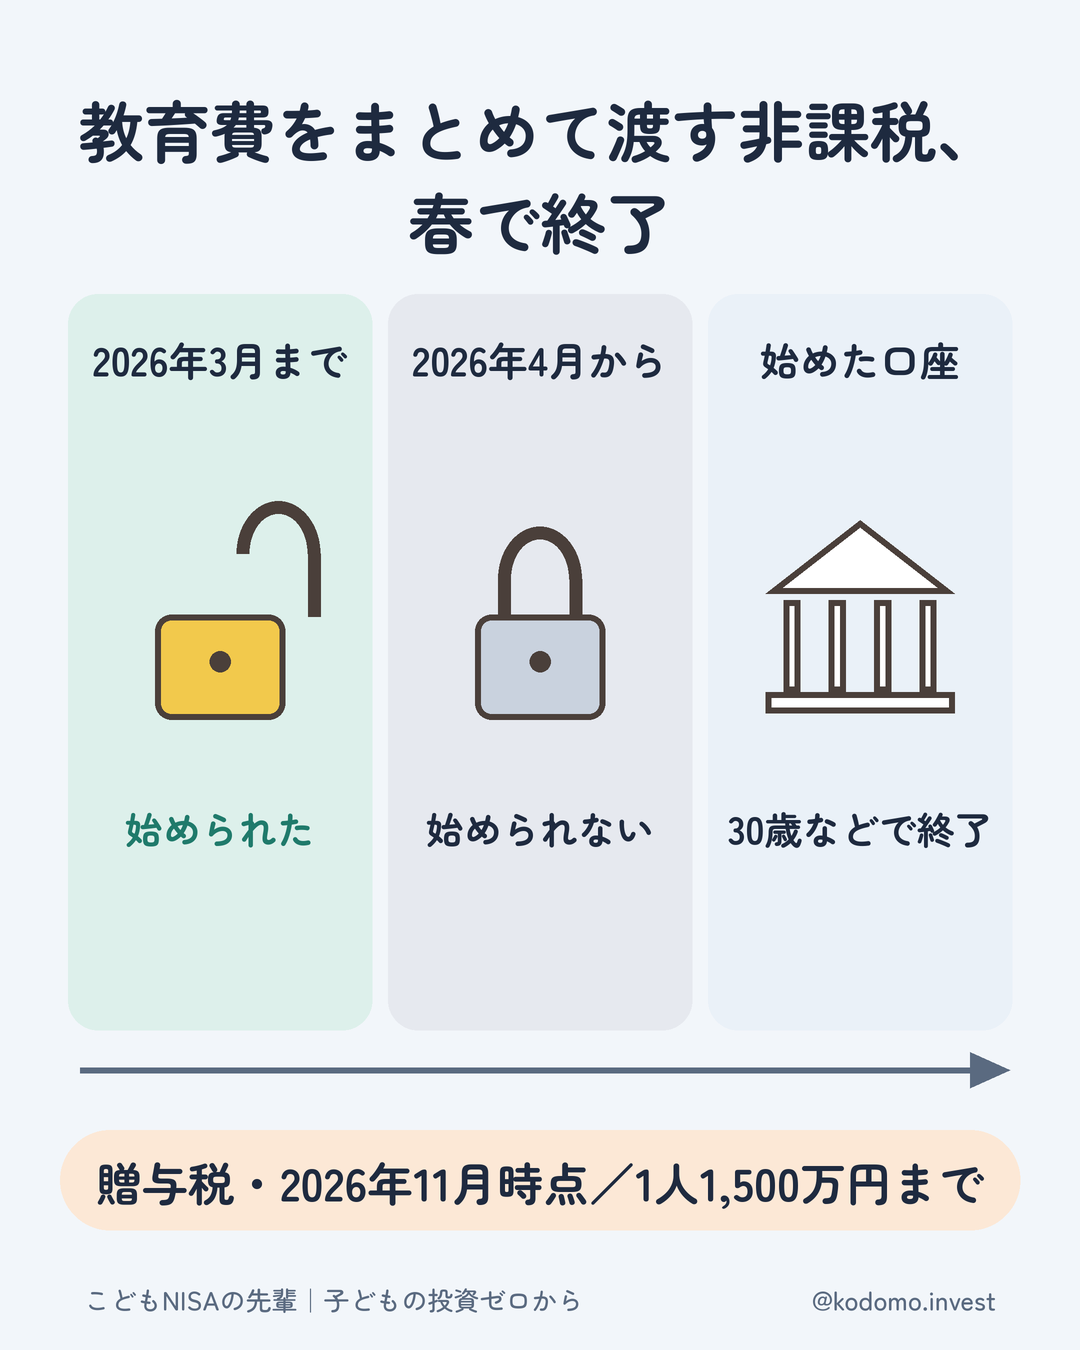 教育費をまとめて渡す非課税、
春で終了
2026年3月まで
始められた
2026年4月から
始められない
始めた口座
30歳などで終了
贈与税・2026年11月時点／1人1,500万円まで
こどもNISAの先輩｜子どもの投資ゼロから
@kodomo.invest